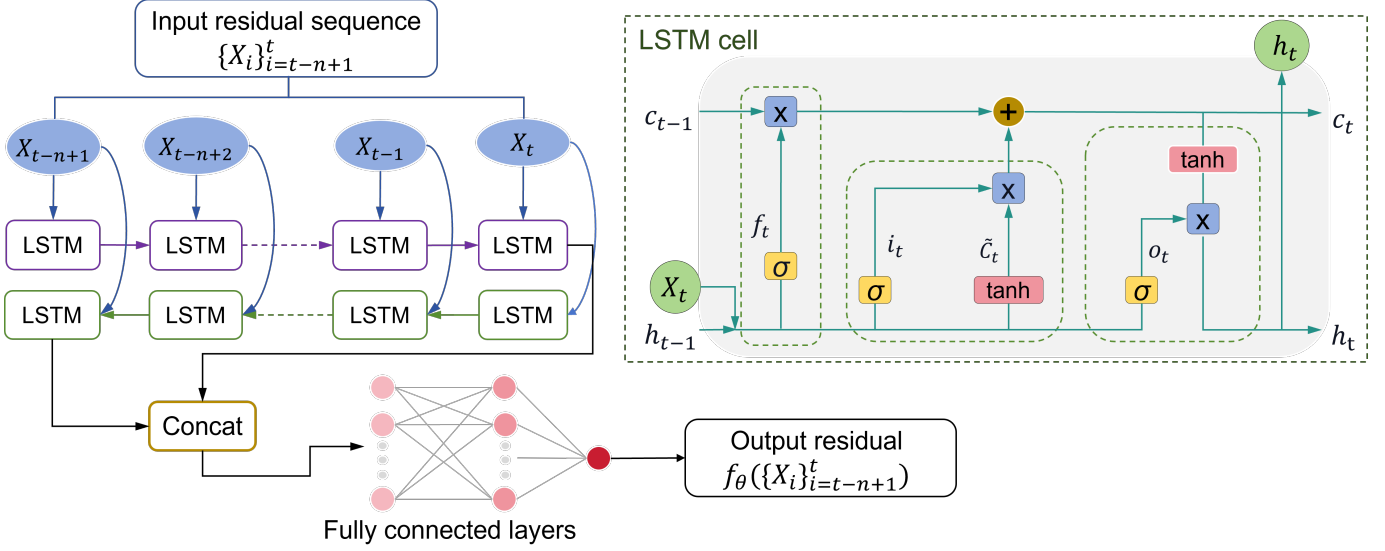 Input residual sequence
{X_i}^t_{i=t−n+1}
X_{t−n+1}
X_{t−n+2}
X_{t−1}
X_t
LSTM
LSTM
LSTM
LSTM
LSTM
LSTM
LSTM
LSTM
Concat
Fully connected layers
Output residual
f_θ({X_i}^t_{i=t−n+1})
LSTM cell
h_t
c_{t−1}
x
+
c_t
tanh
x
x
f_t
i_t
C̃_t
o_t
σ
X_t
σ
tanh
σ
h_{t−1}
h_t